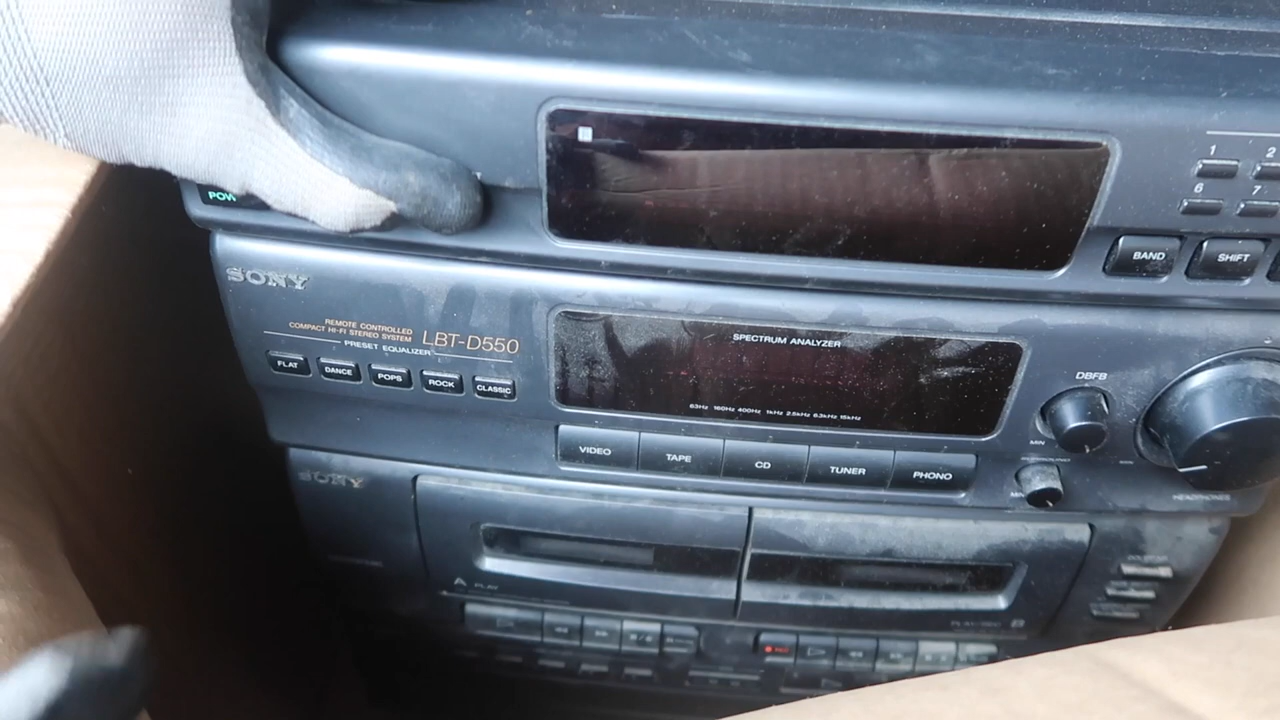 1 2
6 7
POW
BAND SHIFT
SONY
REMOTE CONTROLLED
COMPACT HI-FI STEREO SYSTEM LBT-D550
PRESET EQUALIZER
FLAT DANCE POPS ROCK CLASSIC
SPECTRUM ANALYZER
63Hz 160Hz 400Hz 1kHz 2.5kHz 6.3kHz 15kHz
DBFB
MIN
VIDEO TAPE CD TUNER PHONO
HEADPHONES
SONY
A PLAY
B